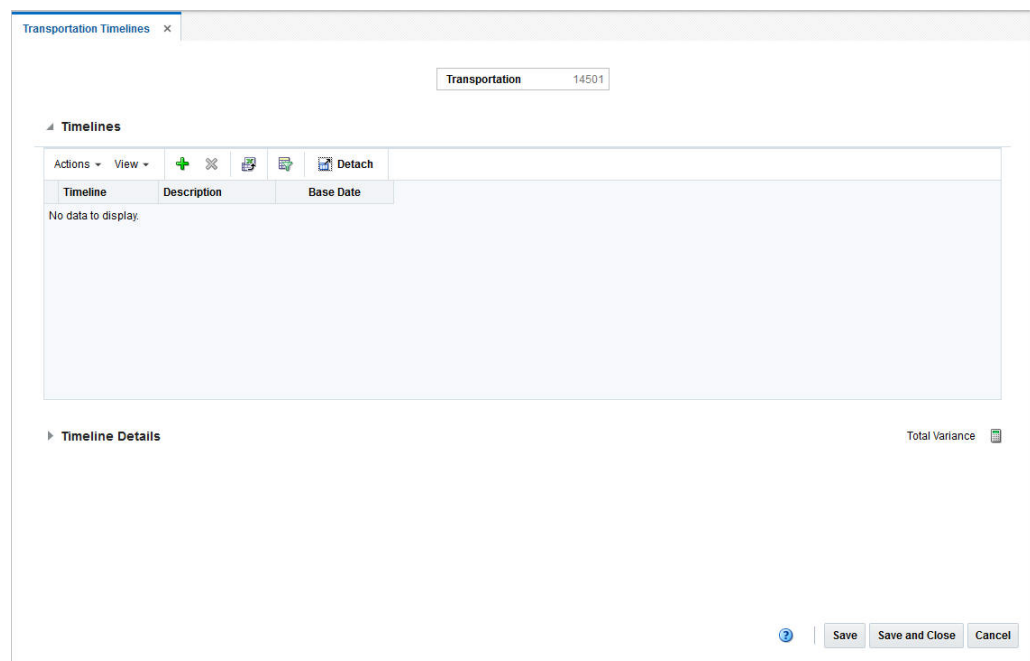 Transportation Timelines ×
Transportation 14501
Timelines
Actions View Detach
Timeline Description Base Date
No data to display.
Timeline Details Total Variance
? Save Save and Close Cancel